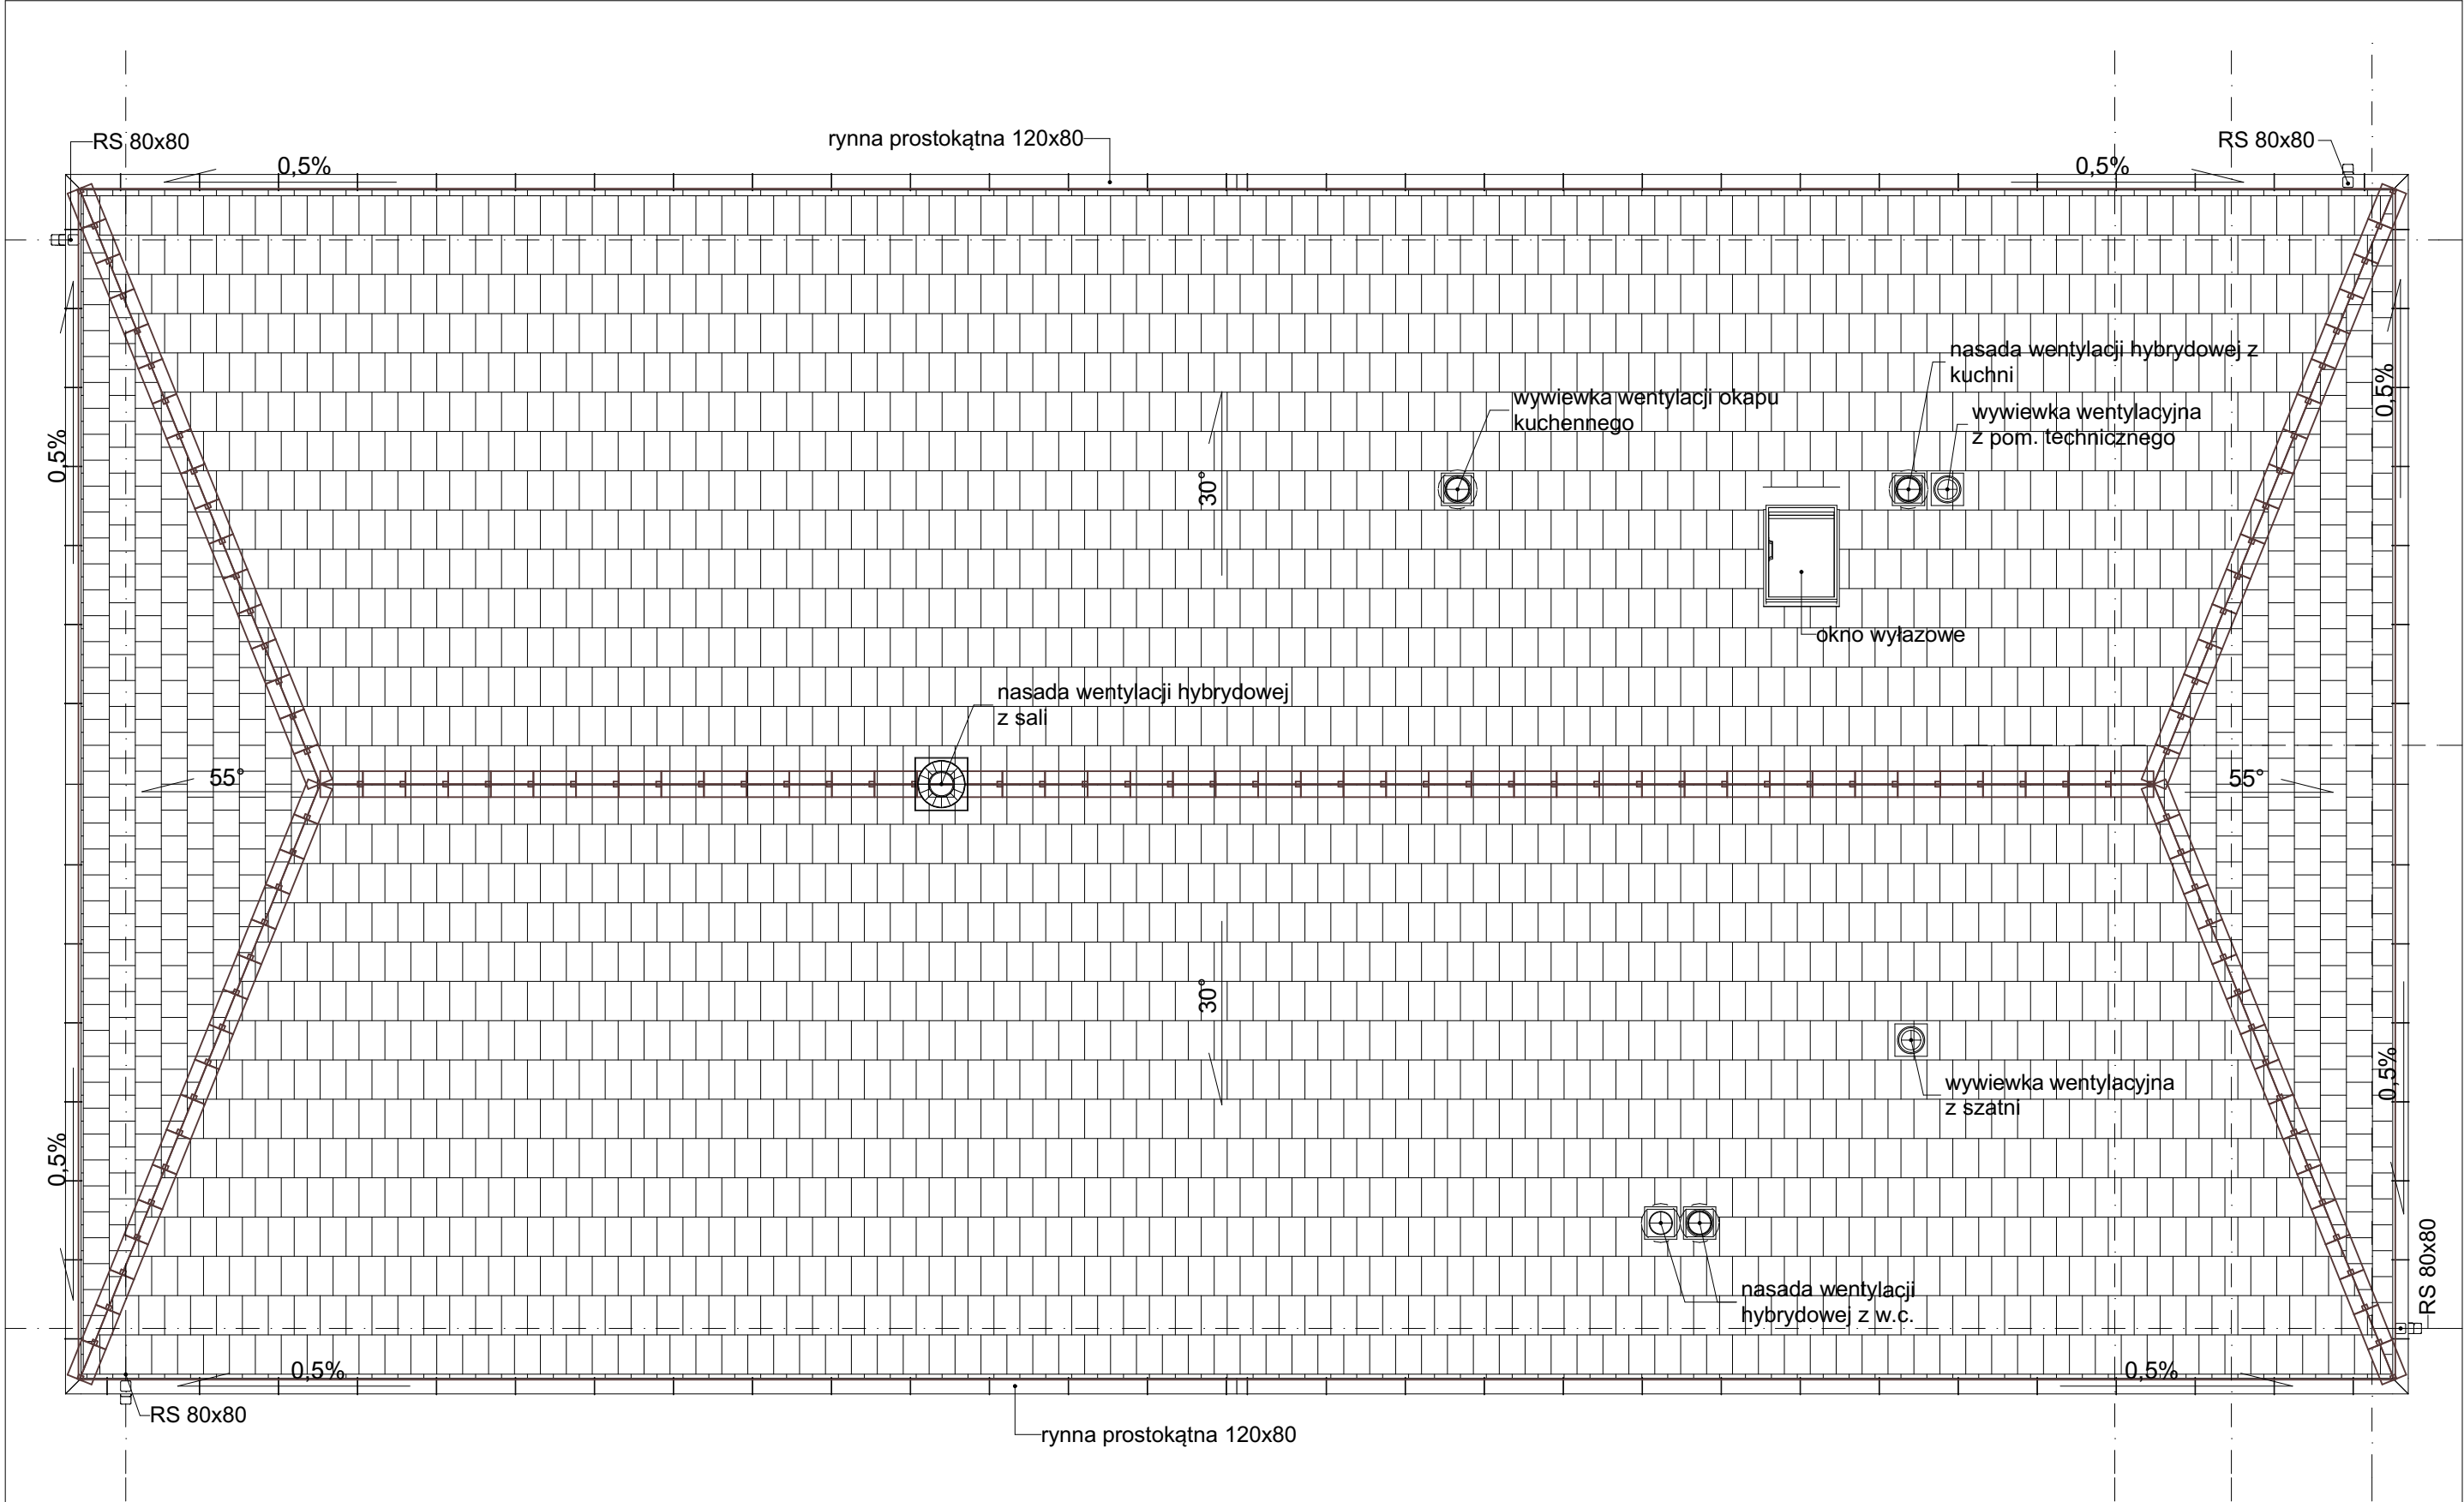 rynna prostokątna 120x80
RS 80x80
RS 80x80
0,5%
0,5%
nasada wentylacji hybrydowej z
kuchni
wywiewka wentylacji okapu
kuchennego
wywiewka wentylacyjna
z pom. technicznego
0,5%
0,5%
30°
okno wyłazowe
nasada wentylacji hybrydowej
z sali
55°
55°
30°
wywiewka wentylacyjna
z szatni
0,5%
0,5%
nasada wentylacji
hybrydowej z w.c.
RS 80x80
0,5%
0,5%
RS 80x80
rynna prostokątna 120x80